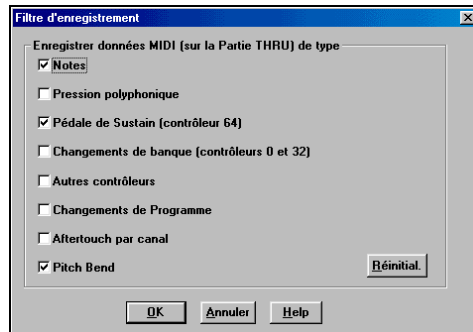 Filtre d'enregistrement
Enregistrer données MIDI (sur la Partie THRU) de type
Notes
Pression polyphonique
Pédale de Sustain (contrôleur 64)
Changements de banque (contrôleurs 0 et 32)
Autres contrôleurs
Changements de Programme
Aftertouch par canal
Pitch Bend
Réinitial.
OK
Annuler
Help